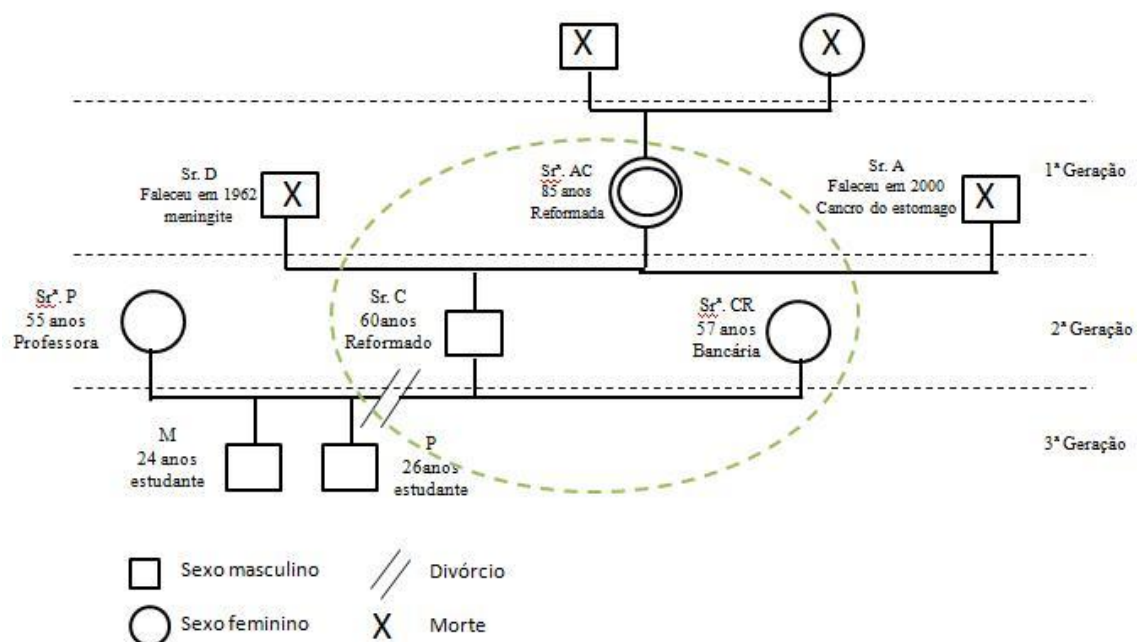 X
X
Sr. D
Faleceu em 1962
meningite
X
Srª. AC
85 anos
Reformada
Sr. A
Faleceu em 2000
Cancro do estomago
X
1ª Geração
Srª. P
55 anos
Professora
Sr. C
60anos
Reformado
Srª. CR
57 anos
Bancária
2ª Geração
M
24 anos
estudante
P
26anos
estudante
3ª Geração
Sexo masculino
Divórcio
Sexo feminino
X
Morte